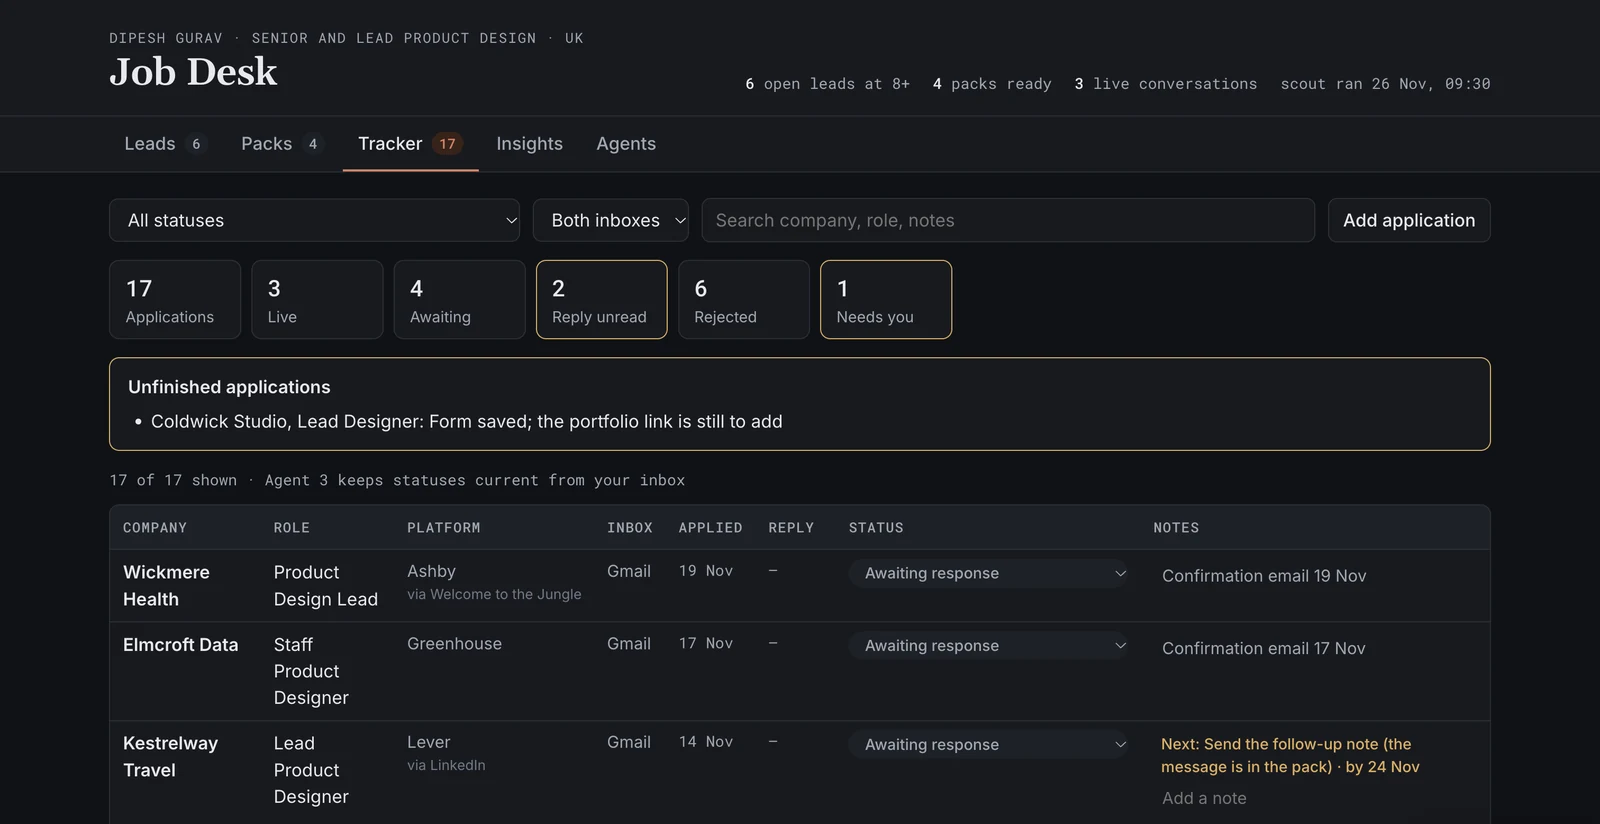 DIPESH GURAV · SENIOR AND LEAD PRODUCT DESIGN · UK
Job Desk
6 open leads at 8+ 4 packs ready 3 live conversations scout ran 26 Nov, 09:30
Leads 6 Packs 4 Tracker 17 Insights Agents
All statuses Both inboxes Search company, role, notes Add application
17 3 4 2 6 1
Applications Live Awaiting Reply unread Rejected Needs you
Unfinished applications
• Coldwick Studio, Lead Designer: Form saved; the portfolio link is still to add
17 of 17 shown · Agent 3 keeps statuses current from your inbox
COMPANY ROLE PLATFORM INBOX APPLIED REPLY STATUS NOTES
Wickmere Product Ashby Gmail 19 Nov – Awaiting response Confirmation email 19 Nov
Health Design Lead via Welcome to the Jungle
Elmcroft Data Staff Greenhouse Gmail 17 Nov – Awaiting response Confirmation email 17 Nov
Product
Designer
Kestrelway Lead Lever Gmail 14 Nov – Awaiting response Next: Send the follow-up note (the
Travel Product via LinkedIn message is in the pack) · by 24 Nov
Designer Add a note